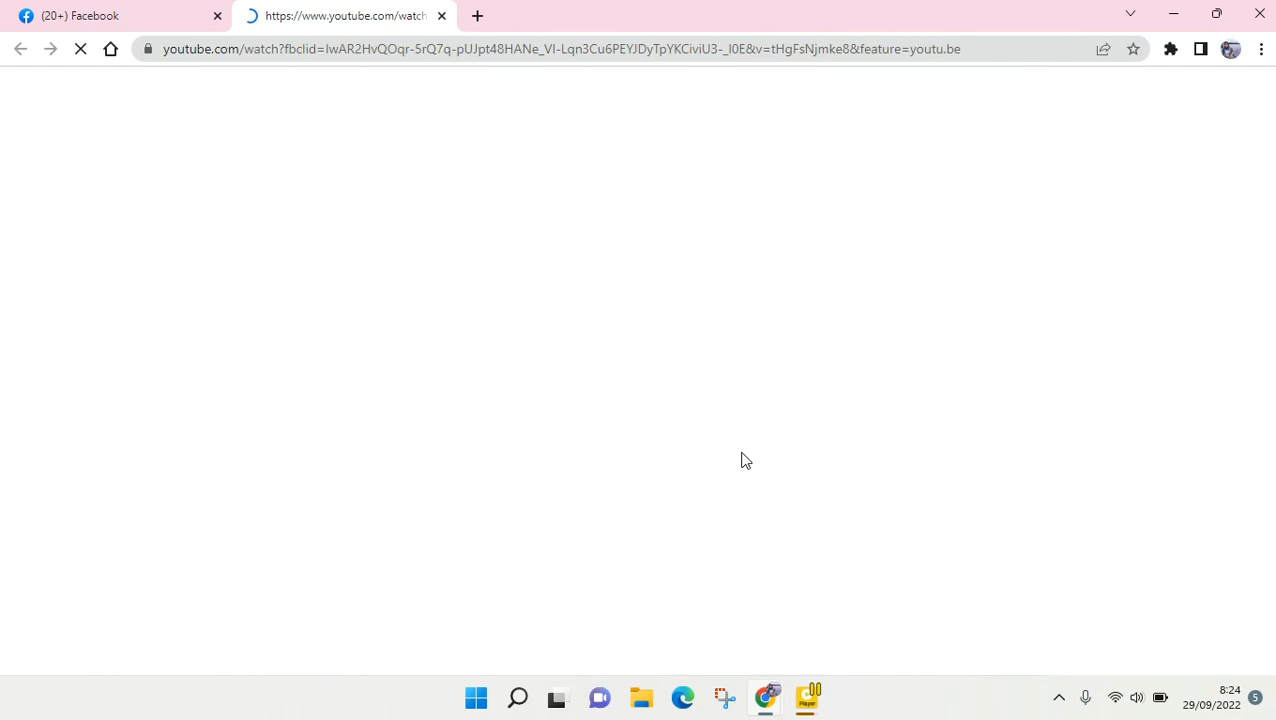 (20+) Facebook
https://www.youtube.com/watch
youtube.com/watch?fbclid=IwAR2HvQOqr-5rQ7q-pUJpt48HANe_VI-Lqn3Cu6PEYJDyTpYKCiviU3-_I0E&v=tHgFsNjmke8&feature=youtu.be
Player
8:24
29/09/2022
5